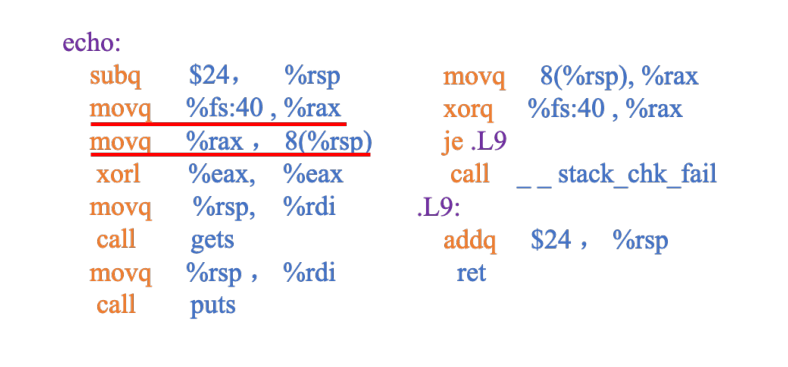 echo:
subq $24， %rsp
movq %fs:40 , %rax
movq %rax ， 8(%rsp)
xorl %eax, %eax
movq %rsp, %rdi
call gets
movq %rsp ， %rdi
call puts
movq 8(%rsp), %rax
xorq %fs:40 , %rax
je .L9
call _ _ stack_chk_fail
.L9:
addq $24 ， %rsp
ret